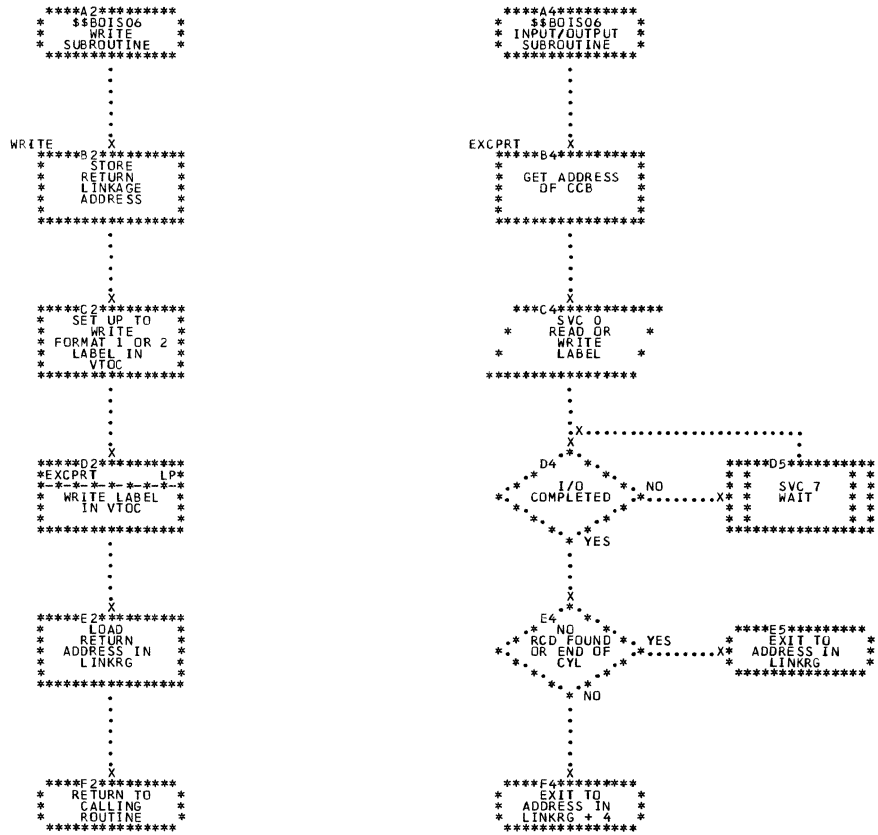 A2
$$BOIS06
WRITE
SUBROUTINE
WRITE
B2
STORE
RETURN
LINKAGE
ADDRESS
C2
SET UP TO
WRITE
FORMAT 1 OR 2
LABEL IN
VTOC
D2
EXCPRT LP
WRITE LABEL
IN VTOC
E2
LOAD
RETURN
ADDRESS IN
LINKRG
F2
RETURN TO
CALLING
ROUTINE
A4
$$BOIS06
INPUT/OUTPUT
SUBROUTINE
EXCPRT
B4
GET ADDRESS
OF CCB
C4
SVC 0
READ OR
WRITE
LABEL
D4
I/O
COMPLETED
NO
YES
D5
SVC 7
WAIT
E4
NO
RCD FOUND
OR END OF
CYL
YES
NO
E5
EXIT TO
ADDRESS IN
LINKRG
F4
EXIT TO
ADDRESS IN
LINKRG + 4